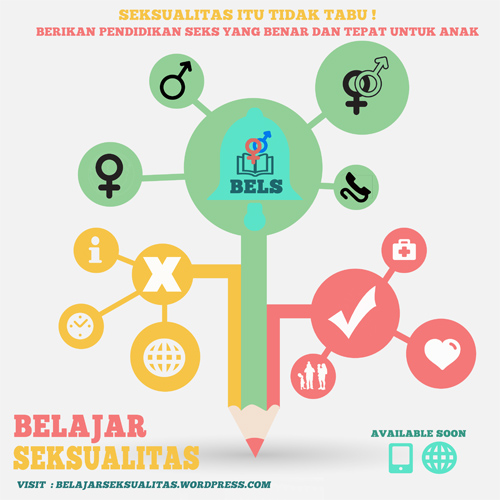 SEKSUALITAS ITU TIDAK TABU !
BERIKAN PENDIDIKAN SEKS YANG BENAR DAN TEPAT UNTUK ANAK
BELS
BELAJAR
SEKSUALITAS
AVAILABLE SOON
VISIT : BELAJARSEKSUALITAS.WORDPRESS.COM